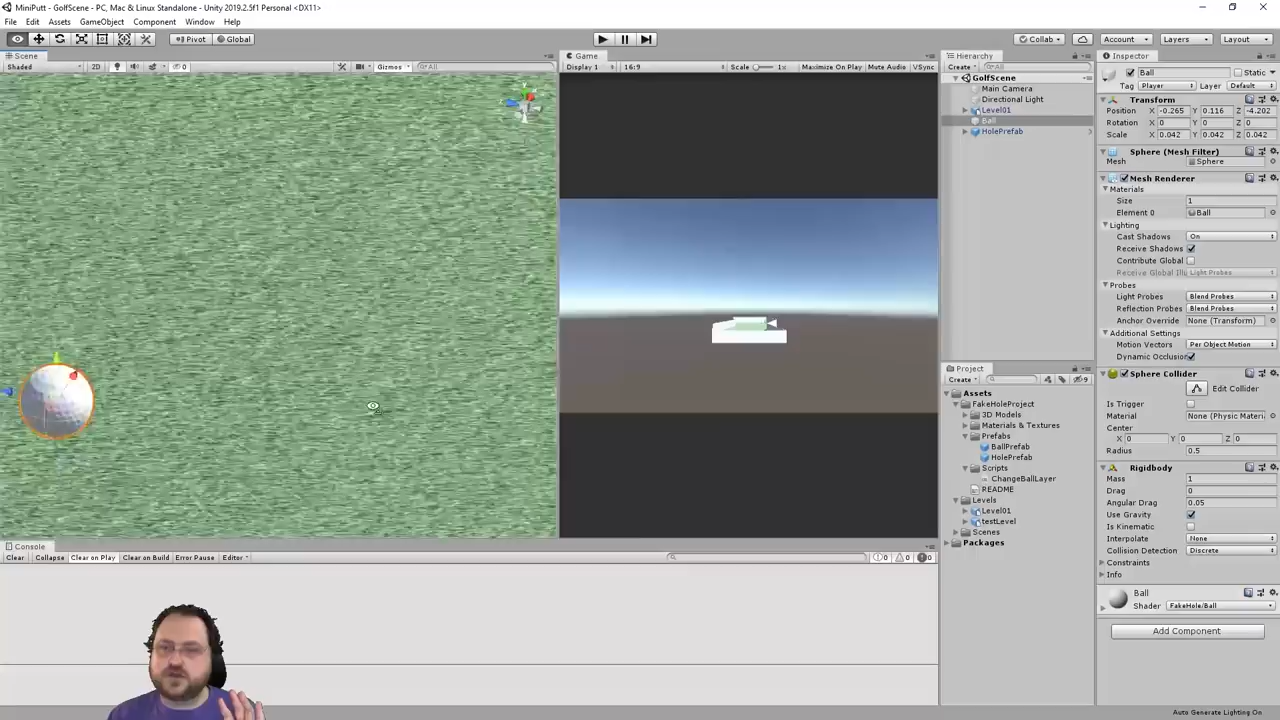 MiniPutt - GolfScene - PC, Mac & Linux Standalone - Unity 2019.2.5f1 Personal <DX11>
File Edit Assets GameObject Component Window Help
Pivot Global Collab Account Layers Layout
Scene
Shaded 2D 0 Gizmos All
Game
Display 1 16:9 Scale 1x Maximize On Play Mute Audio VSync
Hierarchy
Create All
GolfScene
Main Camera
Directional Light
Level01
Ball
HolePrefab
Project
Create 9
Assets
FakeHoleProject
3D Models
Materials & Textures
Prefabs
BallPrefab
HolePrefab
Scripts
ChangeBallLayer
README
Levels
Level01
testLevel
Scenes
Packages
Inspector
Ball Static
Tag Player Layer Default
Transform
Position X -0.265 Y 0.116 Z -4.202
Rotation X 0 Y 0 Z 0
Scale X 0.042 Y 0.042 Z 0.042
Sphere (Mesh Filter)
Mesh Sphere
Mesh Renderer
Materials
Size 1
Element 0 Ball
Lighting
Cast Shadows On
Receive Shadows
Contribute Global
Receive Global Illu Light Probes
Probes
Light Probes Blend Probes
Reflection Probes Blend Probes
Anchor Override None (Transform)
Additional Settings
Motion Vectors Per Object Motion
Dynamic Occlusion
Sphere Collider
Edit Collider
Is Trigger
Material None (Physic Materi
Center
X 0 Y 0 Z 0
Radius 0.5
Rigidbody
Mass 1
Drag 0
Angular Drag 0.05
Use Gravity
Is Kinematic
Interpolate None
Collision Detection Discrete
Constraints
Info
Ball
Shader FakeHole/Ball
Add Component
Console
Clear Collapse Clear on Play Clear on Build Error Pause Editor 0 0 0
Auto Generate Lighting On